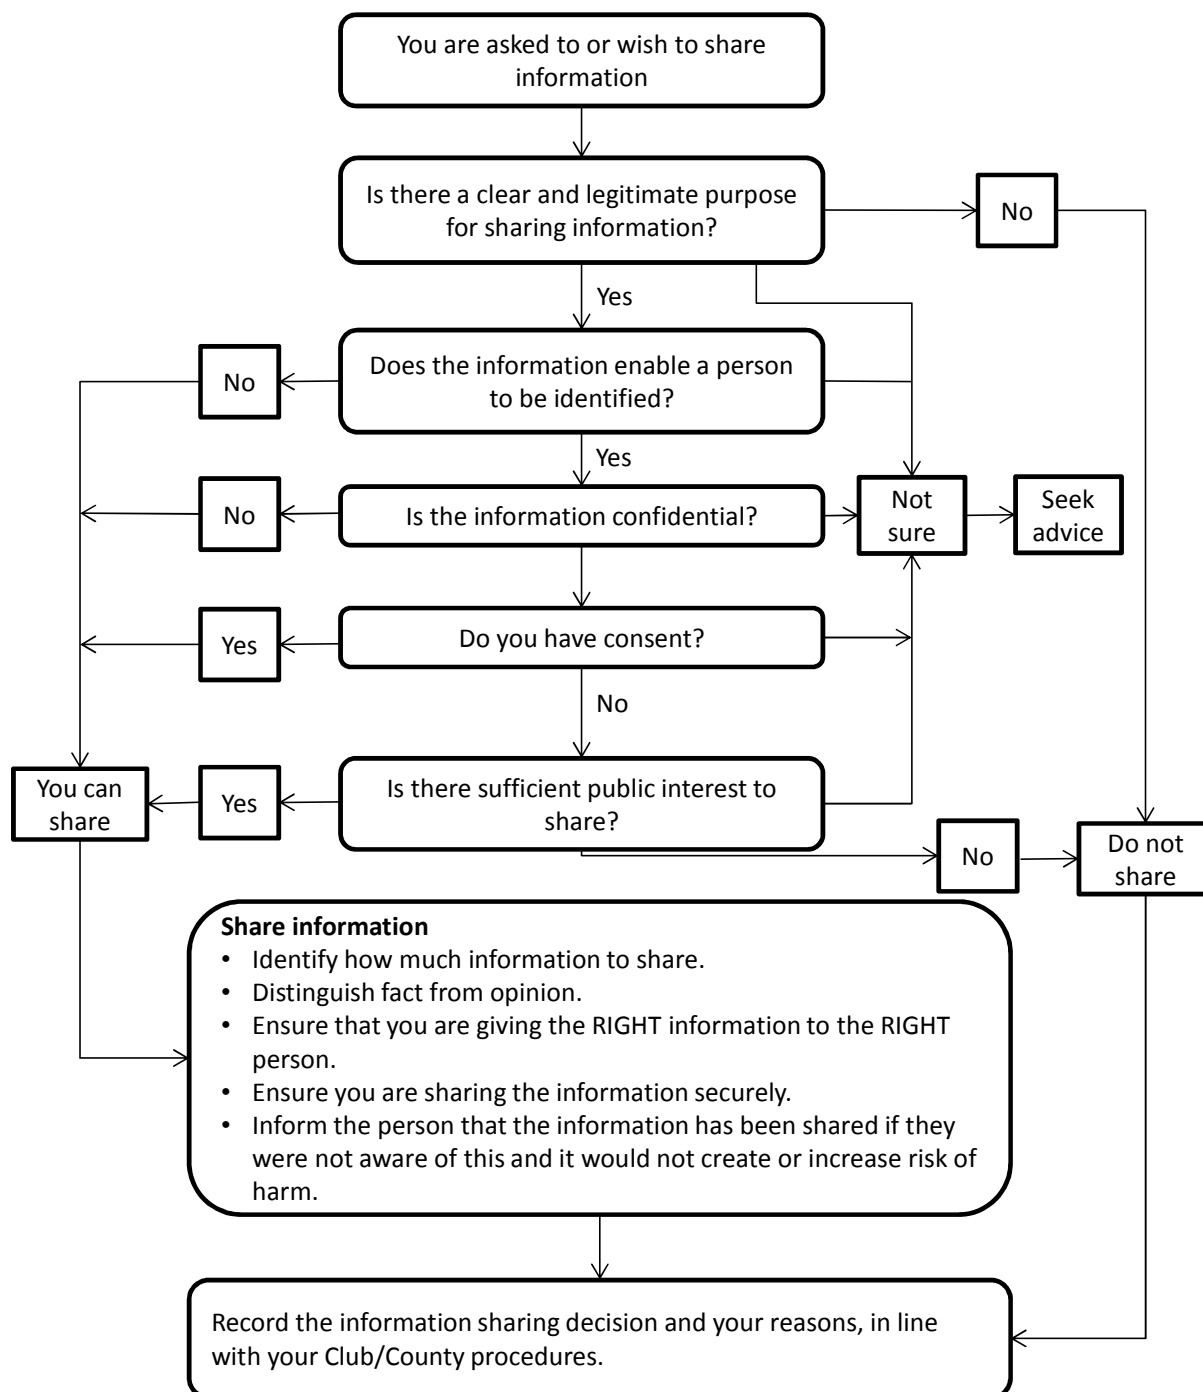 You are asked to or wish to share
information
Is there a clear and legitimate purpose
for sharing information?
No
Yes
Does the information enable a person
to be identified?
No
Yes
Is the information confidential?
No
Not
sure
Seek
advice
Do you have consent?
Yes
No
Is there sufficient public interest to
share?
Yes
You can
share
No
Do not
share
Share information
• Identify how much information to share.
• Distinguish fact from opinion.
• Ensure that you are giving the RIGHT information to the RIGHT
person.
• Ensure you are sharing the information securely.
• Inform the person that the information has been shared if they
were not aware of this and it would not create or increase risk of
harm.
Record the information sharing decision and your reasons, in line
with your Club/County procedures.